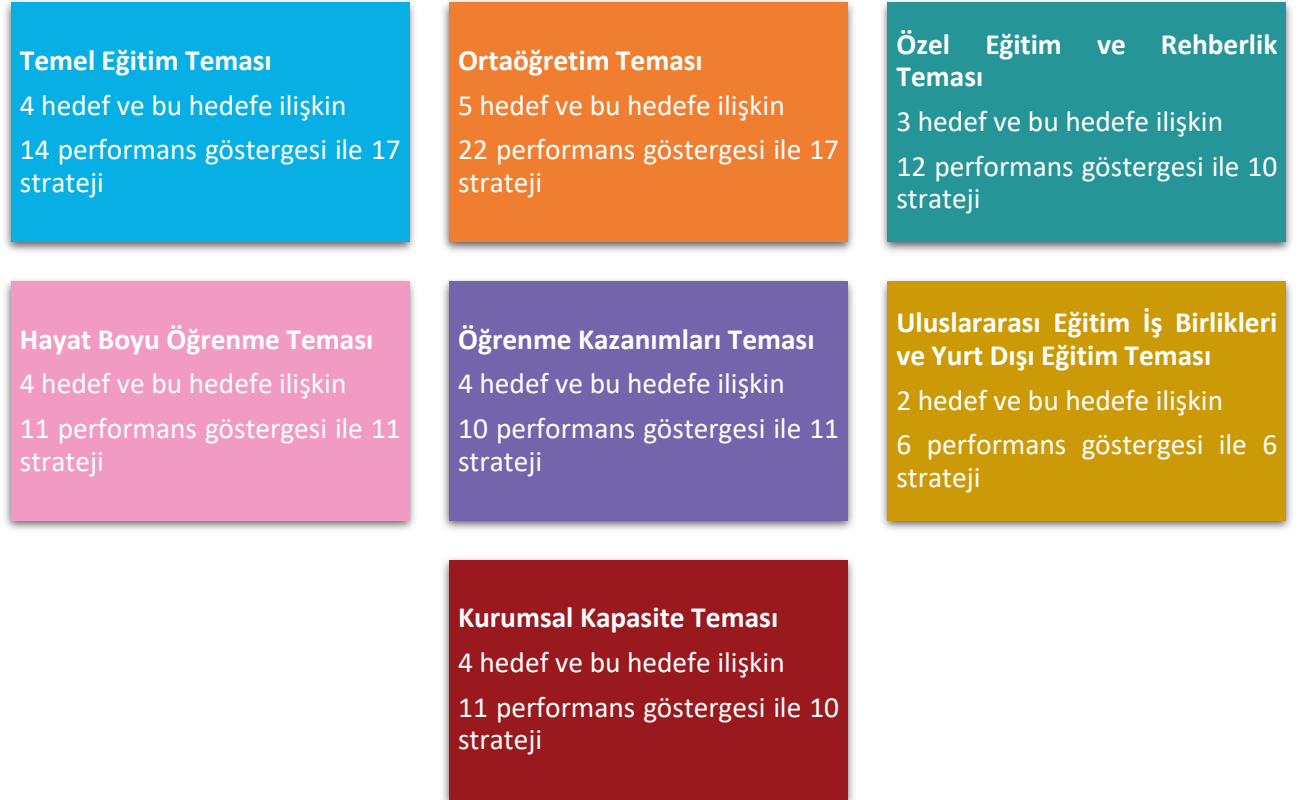 Temel Eğitim Teması
4 hedef ve bu hedefe ilişkin
14 performans göstergesi ile 17
strateji
Ortaöğretim Teması
5 hedef ve bu hedefe ilişkin
22 performans göstergesi ile 17
strateji
Özel Eğitim ve Rehberlik
Teması
3 hedef ve bu hedefe ilişkin
12 performans göstergesi ile 10
strateji
Hayat Boyu Öğrenme Teması
4 hedef ve bu hedefe ilişkin
11 performans göstergesi ile 11
strateji
Öğrenme Kazanımları Teması
4 hedef ve bu hedefe ilişkin
10 performans göstergesi ile 11
strateji
Uluslararası Eğitim İş Birlikleri
ve Yurt Dışı Eğitim Teması
2 hedef ve bu hedefe ilişkin
6 performans göstergesi ile 6
strateji
Kurumsal Kapasite Teması
4 hedef ve bu hedefe ilişkin
11 performans göstergesi ile 10
strateji